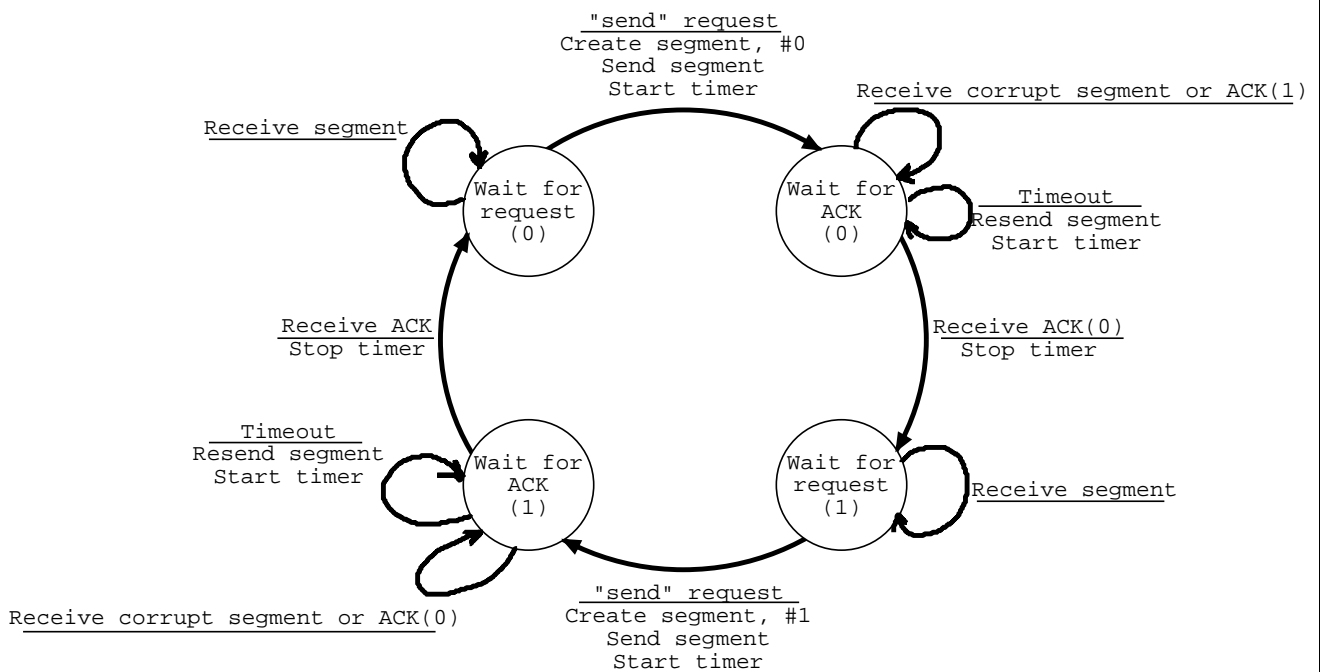 "send" request
Create segment, #0
Send segment
Start timer
Receive corrupt segment or ACK(1)
Receive segment
Wait for
request
(0)
Wait for
ACK
(0)
Timeout
Resend segment
Start timer
Receive ACK
Stop timer
Receive ACK(0)
Stop timer
Timeout
Resend segment
Start timer
Wait for
ACK
(1)
Wait for
request
(1)
Receive segment
Receive corrupt segment or ACK(0)
"send" request
Create segment, #1
Send segment
Start timer